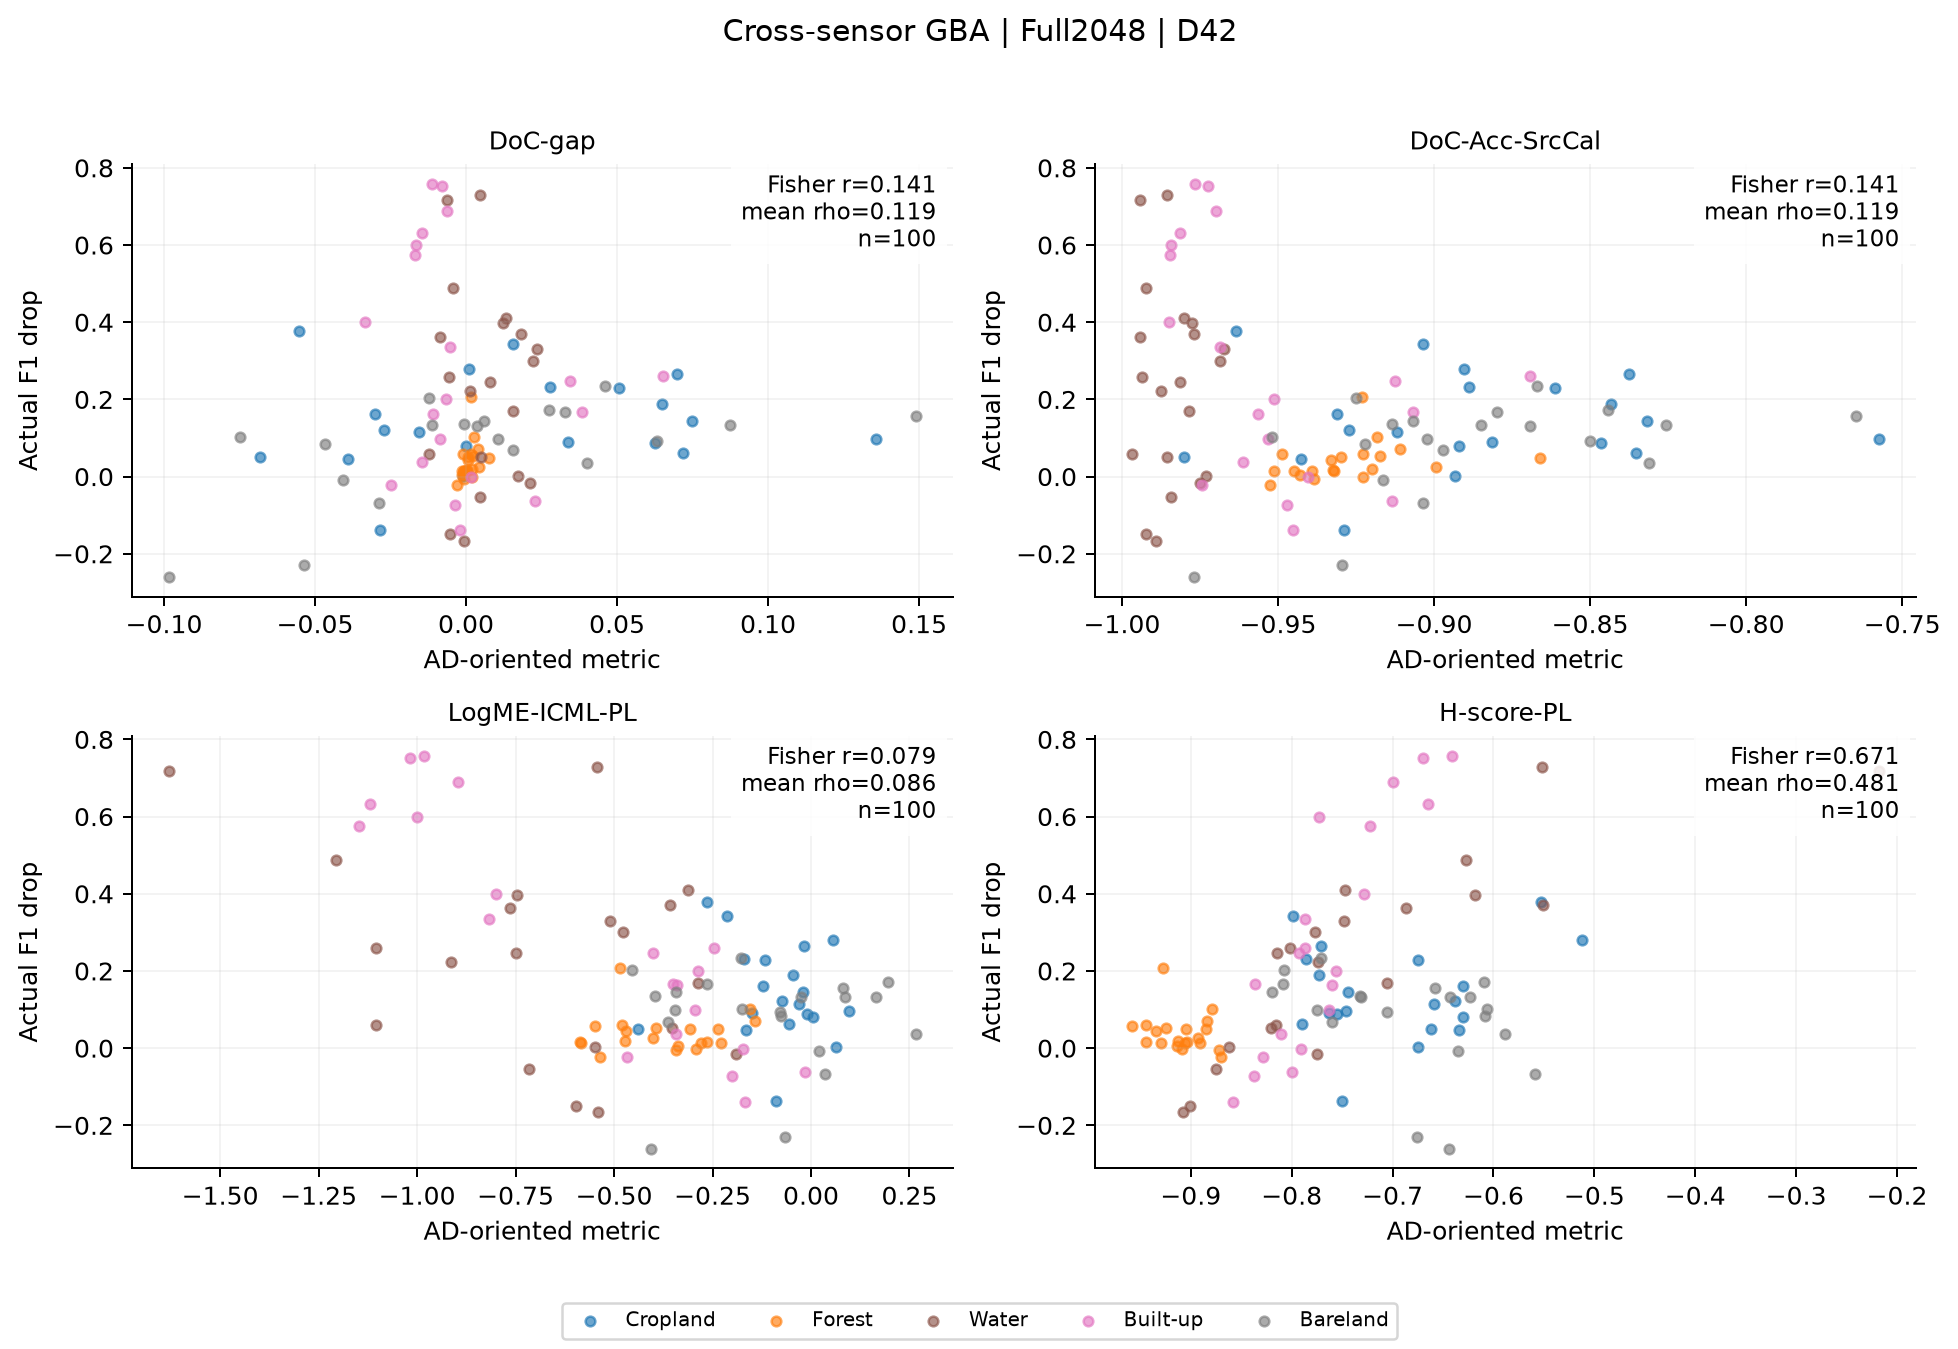 Cross-sensor GBA | Full2048 | D42
DoC-gap
Fisher r=0.141
mean rho=0.119
n=100
Actual F1 drop
0.8
0.6
0.4
0.2
0.0
−0.2
−0.10 −0.05 0.00 0.05 0.10 0.15
AD-oriented metric
DoC-Acc-SrcCal
Fisher r=0.141
mean rho=0.119
n=100
Actual F1 drop
0.8
0.6
0.4
0.2
0.0
−0.2
−1.00 −0.95 −0.90 −0.85 −0.80 −0.75
AD-oriented metric
LogME-ICML-PL
Fisher r=0.079
mean rho=0.086
n=100
Actual F1 drop
0.8
0.6
0.4
0.2
0.0
−0.2
−1.50 −1.25 −1.00 −0.75 −0.50 −0.25 0.00 0.25
AD-oriented metric
H-score-PL
Fisher r=0.671
mean rho=0.481
n=100
Actual F1 drop
0.8
0.6
0.4
0.2
0.0
−0.2
−0.9 −0.8 −0.7 −0.6 −0.5 −0.4 −0.3 −0.2
AD-oriented metric
Cropland Forest Water Built-up Bareland